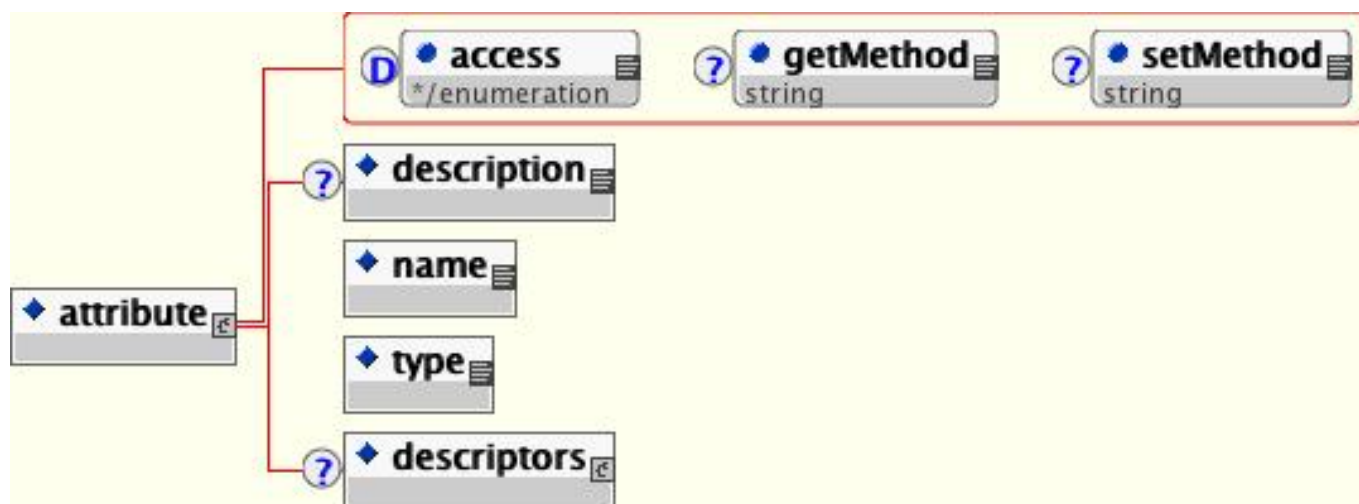 D access ? getMethod ? setMethod
*/enumeration string string
? description
name
attribute
type
? descriptors